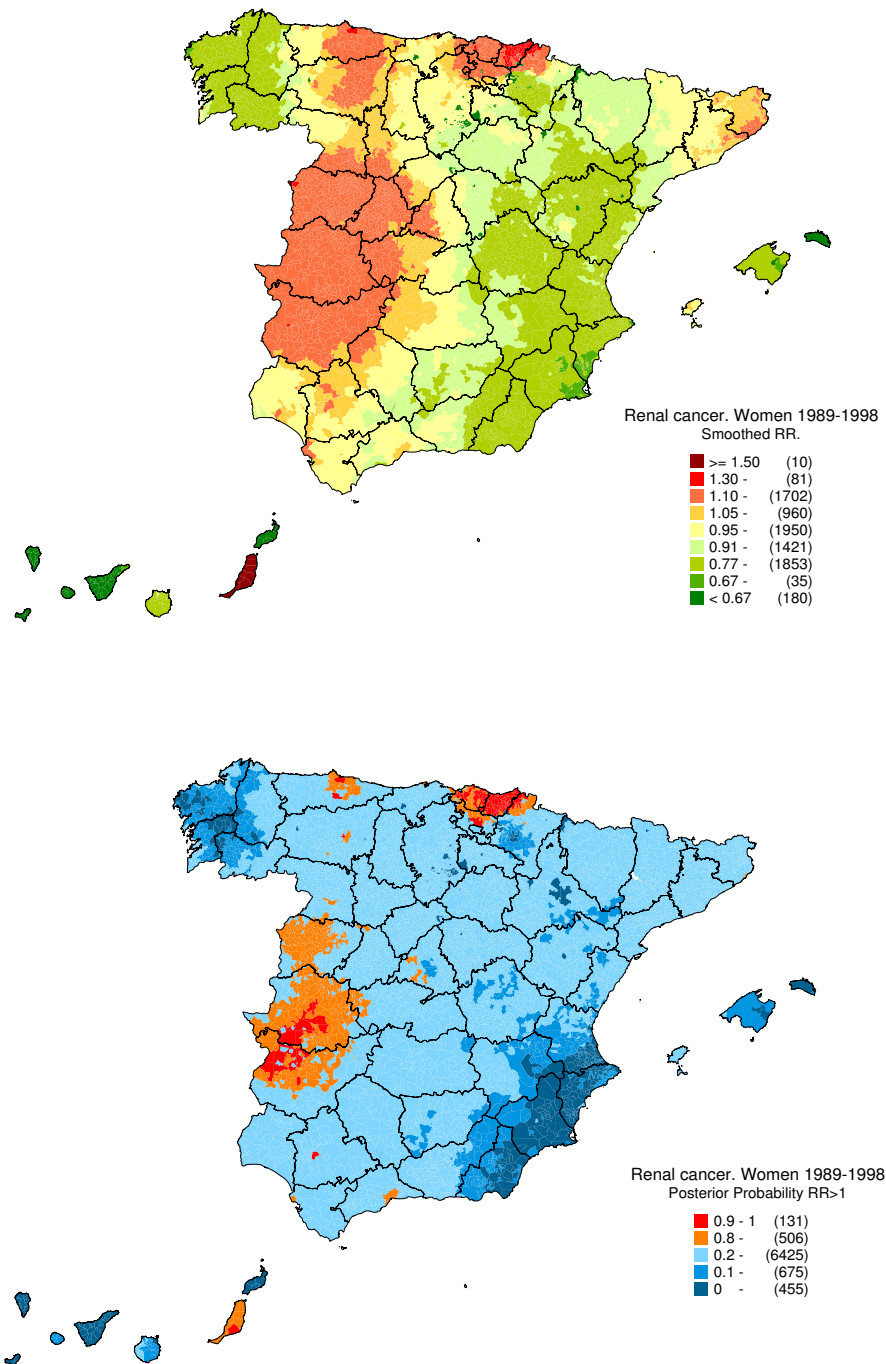 Renal cancer. Women 1989-1998
Smoothed RR.
>= 1.50 (10)
1.30 - (81)
1.10 - (1702)
1.05 - (960)
0.95 - (1950)
0.91 - (1421)
0.77 - (1853)
0.67 - (35)
< 0.67 (180)
Renal cancer. Women 1989-1998
Posterior Probability RR>1
0.9 - 1 (131)
0.8 - (506)
0.2 - (6425)
0.1 - (675)
0 - (455)